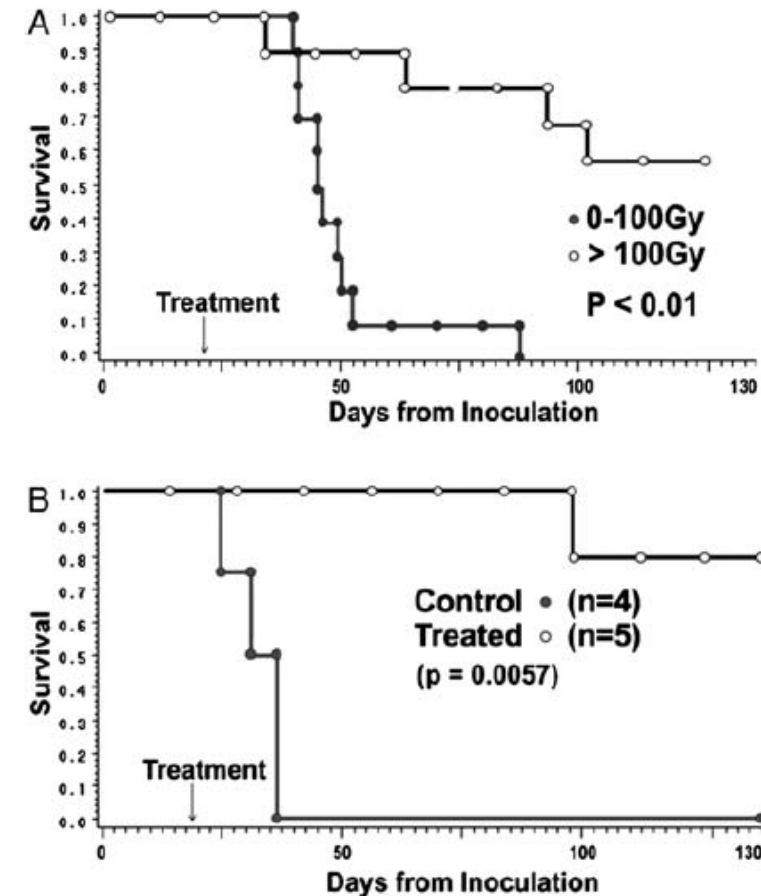 A
1.0
0.9
0.8
0.7
0.6
0.5
0.4
0.3
0.2
0.1
0.0
Survival
0-100Gy
> 100Gy
P < 0.01
Treatment
0 50 100 130
Days from Inoculation
B
1.0
0.9
0.8
0.7
0.6
0.5
0.4
0.3
0.2
0.1
0.0
Survival
Control (n=4)
Treated (n=5)
(p = 0.0057)
Treatment
0 50 100 130
Days from Inoculation